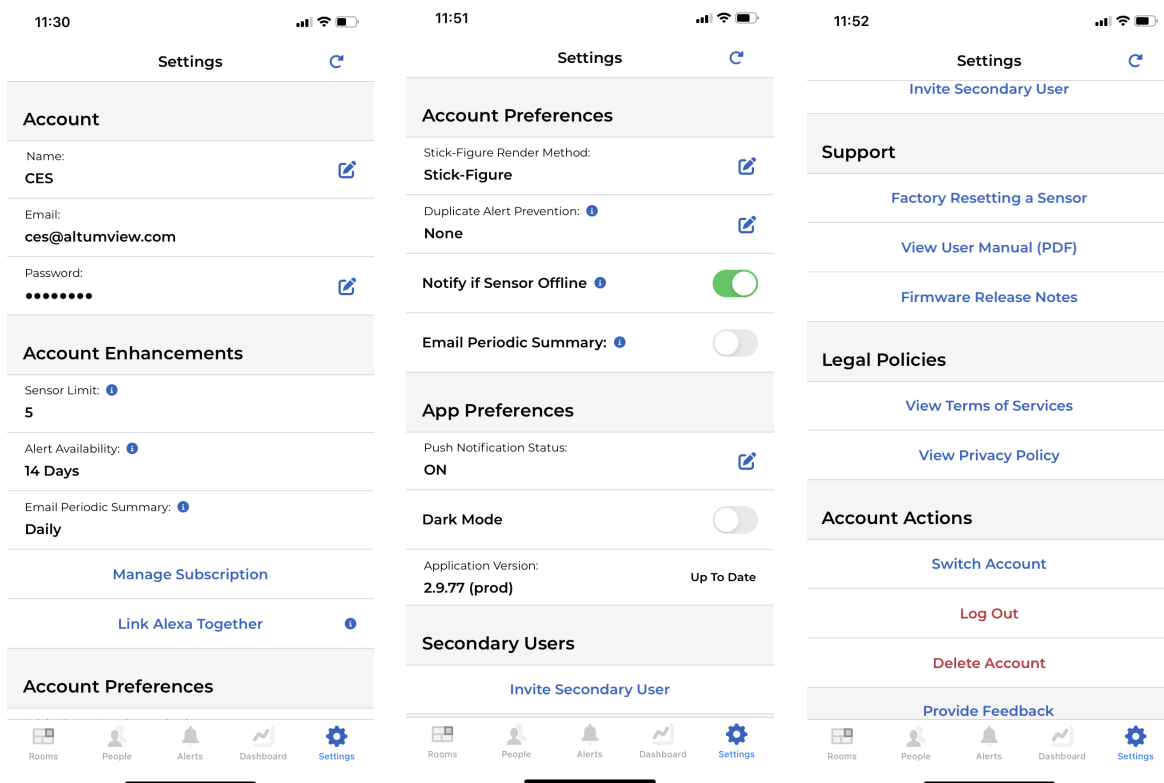 11:30
Settings
Account
Name:
CES
Email:
ces@altumview.com
Password:
••••••••
Account Enhancements
Sensor Limit:
5
Alert Availability:
14 Days
Email Periodic Summary:
Daily
Manage Subscription
Link Alexa Together
Account Preferences
Rooms
People
Alerts
Dashboard
Settings
11:51
Settings
Account Preferences
Stick-Figure Render Method:
Stick-Figure
Duplicate Alert Prevention:
None
Notify if Sensor Offline
Email Periodic Summary:
App Preferences
Push Notification Status:
ON
Dark Mode
Application Version:
2.9.77 (prod)
Up To Date
Secondary Users
Invite Secondary User
Rooms
People
Alerts
Dashboard
Settings
11:52
Settings
Invite Secondary User
Support
Factory Resetting a Sensor
View User Manual (PDF)
Firmware Release Notes
Legal Policies
View Terms of Services
View Privacy Policy
Account Actions
Switch Account
Log Out
Delete Account
Provide Feedback
Rooms
People
Alerts
Dashboard
Settings